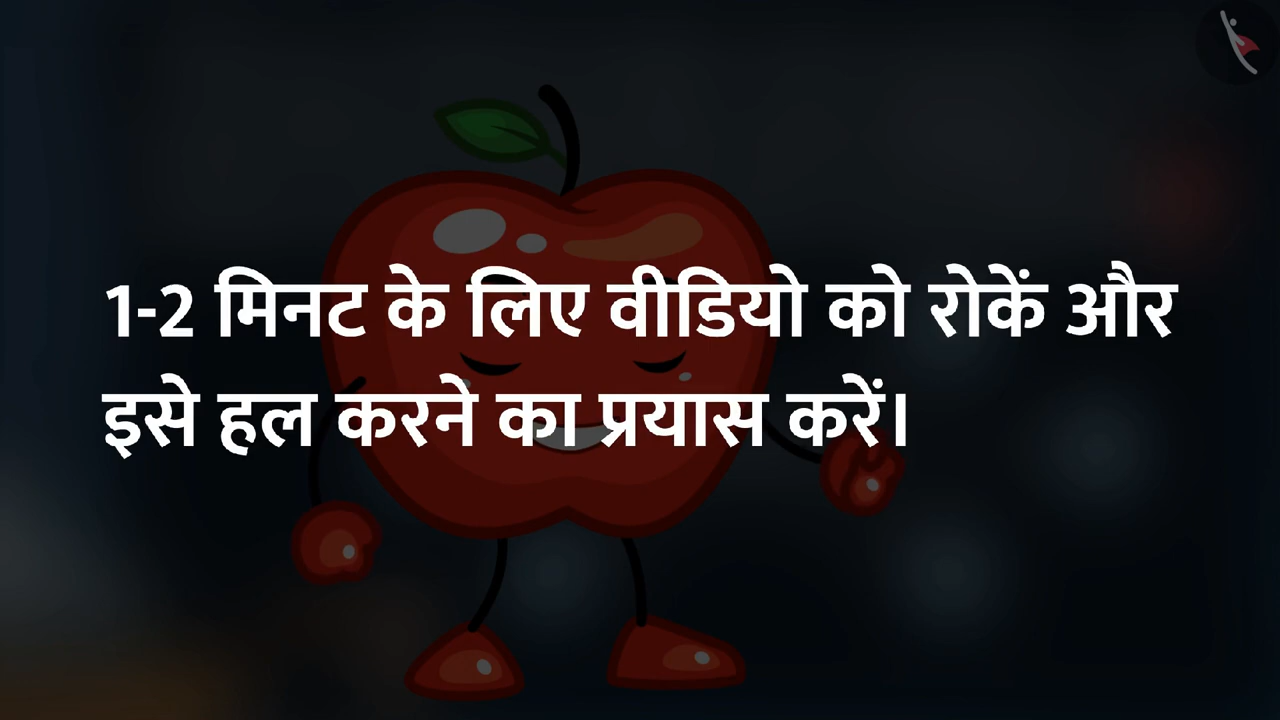 1-2 मिनट के लिए वीडियो को रोकें और
इसे हल करने का प्रयास करें।